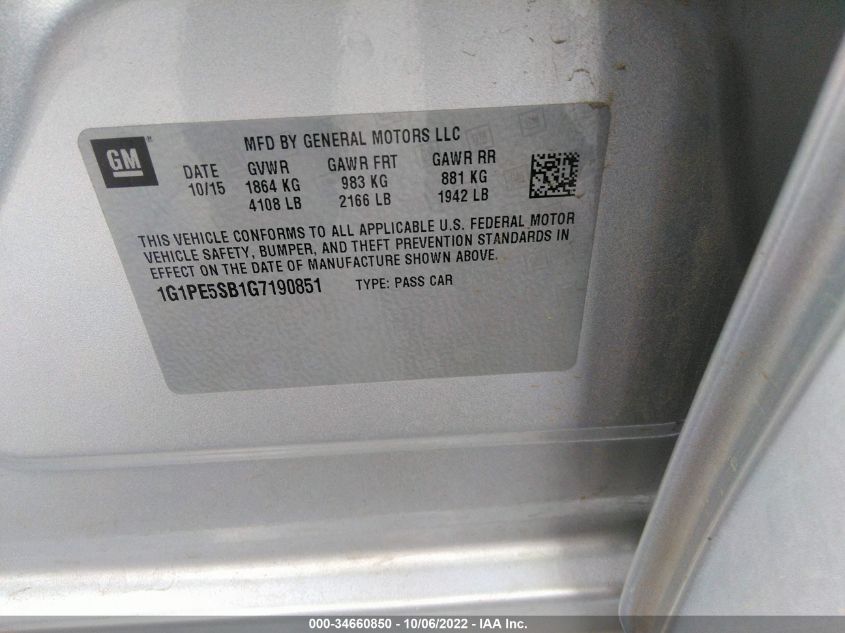 GM
MFD BY GENERAL MOTORS LLC
DATE GVWR GAWR FRT GAWR RR
10/15 1864 KG 983 KG 881 KG
4108 LB 2166 LB 1942 LB
THIS VEHICLE CONFORMS TO ALL APPLICABLE U.S. FEDERAL MOTOR
VEHICLE SAFETY, BUMPER, AND THEFT PREVENTION STANDARDS IN
EFFECT ON THE DATE OF MANUFACTURE SHOWN ABOVE.
1G1PE5SB1G7190851 TYPE: PASS CAR
000-34660850 - 10/06/2022 - IAA Inc.